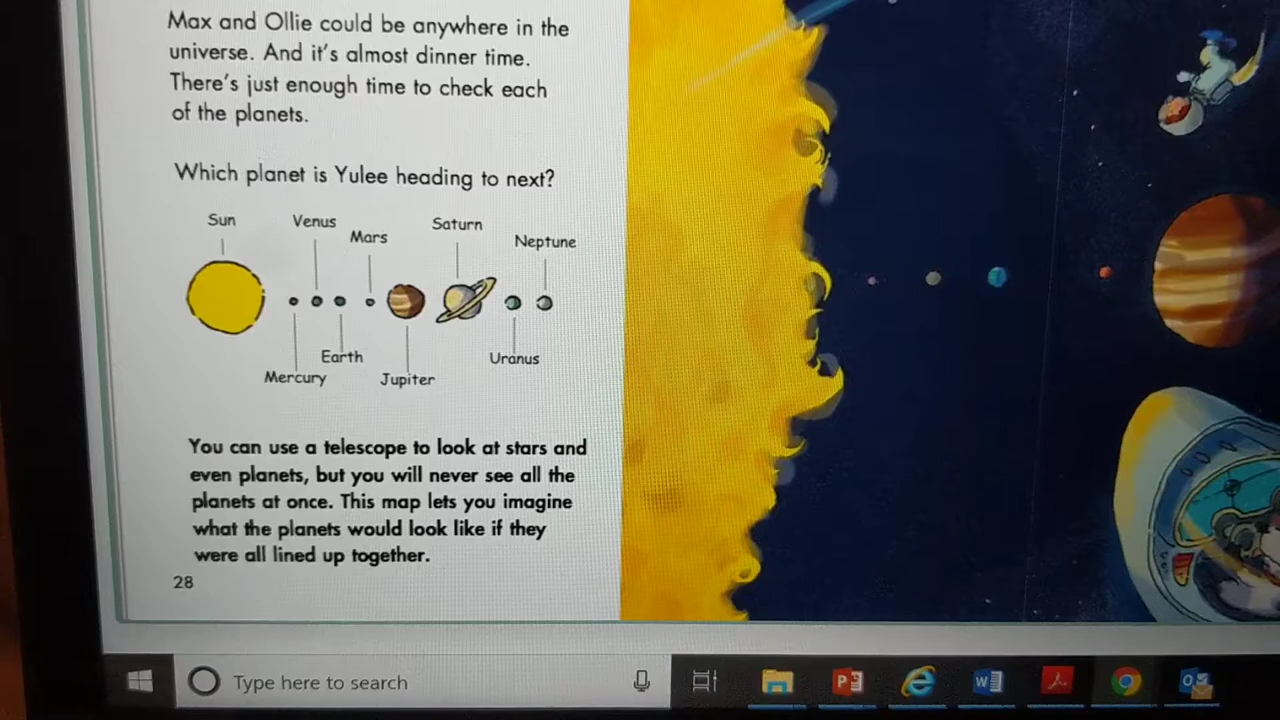 Max and Ollie could be anywhere in the
universe. And it's almost dinner time.
There's just enough time to check each
of the planets.
Which planet is Yulee heading to next?
Sun
Venus
Mars
Saturn
Neptune
Earth
Uranus
Mercury
Jupiter
You can use a telescope to look at stars and
even planets, but you will never see all the
planets at once. This map lets you imagine
what the planets would look like if they
were all lined up together.
28
Type here to search